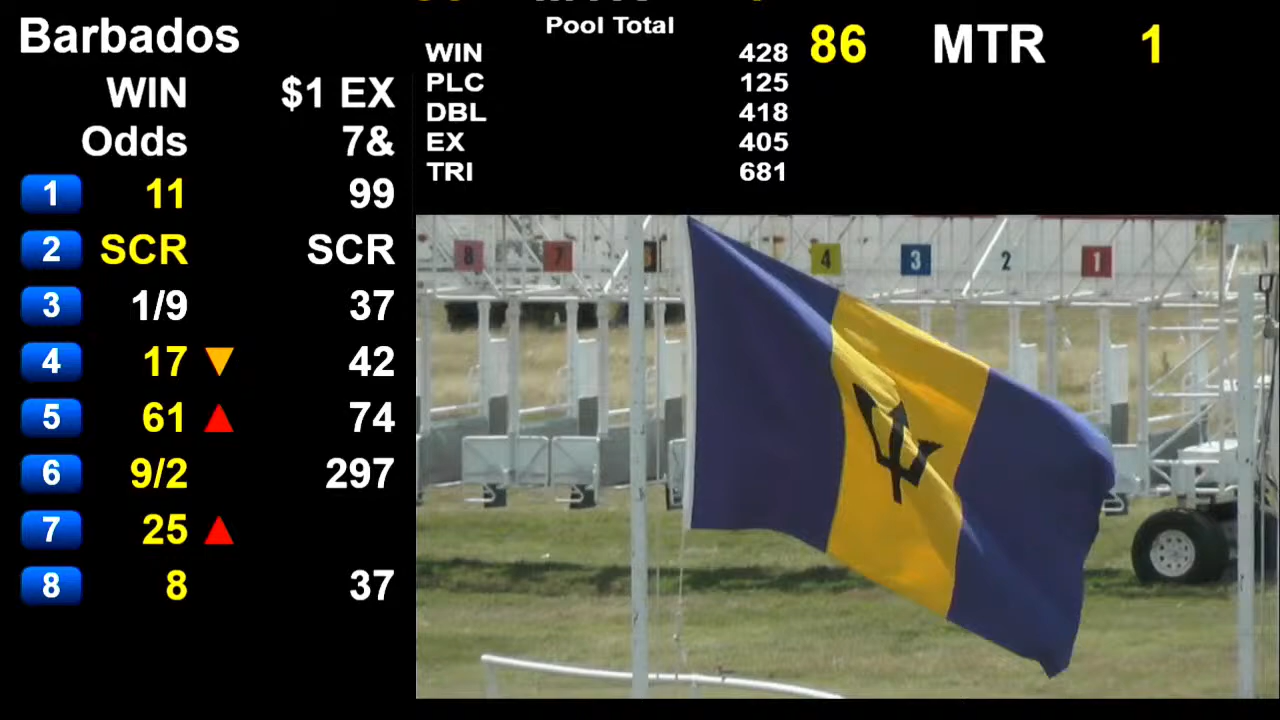 Barbados
WIN $1 EX
Odds 7&
1 11 99
2 SCR SCR
3 1/9 37
4 17 42
5 61 74
6 9/2 297
7 25
8 8 37
Pool Total
WIN 428
PLC 125
DBL 418
EX 405
TRI 681
86 MTR 1
8 7 4 3 2 1